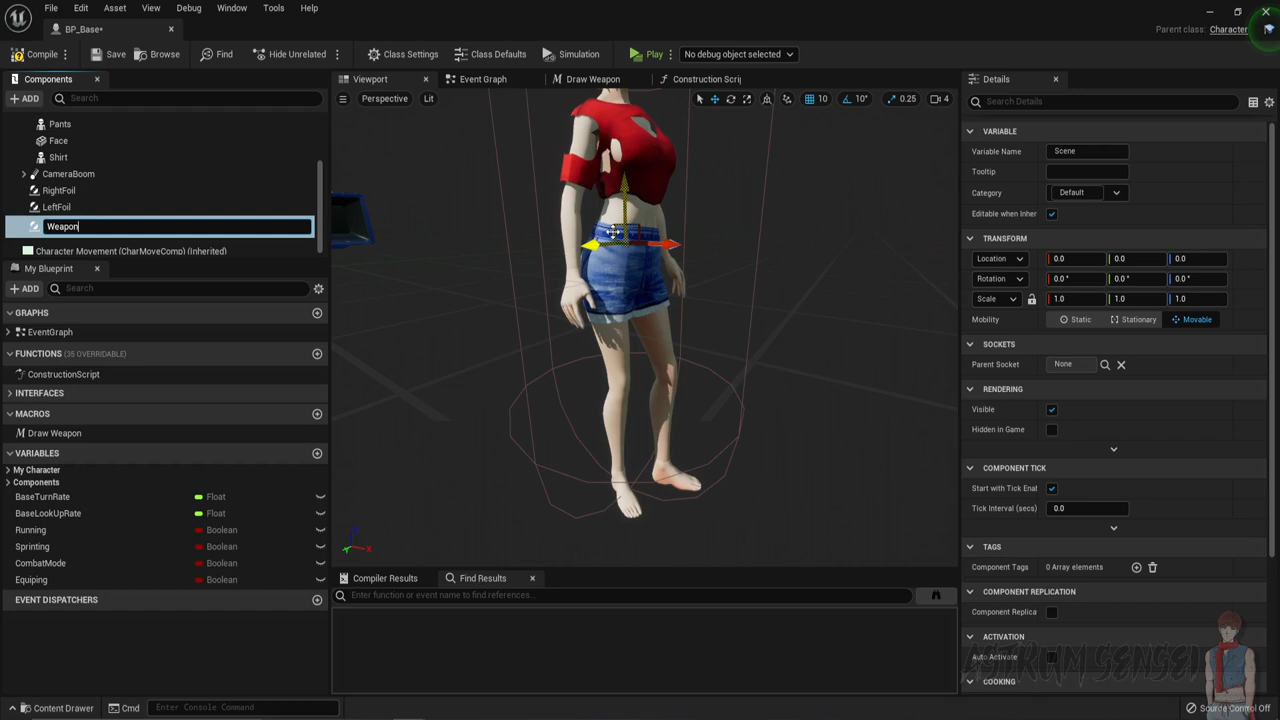 File Edit Asset View Debug Window Tools Help
BP_Base*
Parent class: Character
Compile Save Browse Find Hide Unrelated Class Settings Class Defaults Simulation Play No debug object selected
Components
ADD Search
Pants
Face
Shirt
CameraBoom
RightFoil
LeftFoil
Weapon
Character Movement (CharMoveComp) (Inherited)
My Blueprint
ADD Search
GRAPHS
EventGraph
FUNCTIONS (35 OVERRIDABLE)
ConstructionScript
INTERFACES
MACROS
Draw Weapon
VARIABLES
My Character
Components
BaseTurnRate Float
BaseLookUpRate Float
Running Boolean
Sprinting Boolean
CombatMode Boolean
Equiping Boolean
EVENT DISPATCHERS
Viewport Event Graph Draw Weapon Construction Scrij
Perspective Lit 10 10° 0.25 4
Z X
Compiler Results Find Results
Enter function or event name to find references...
Details
Search Details
VARIABLE
Variable Name Scene
Tooltip
Category Default
Editable when Inher
TRANSFORM
Location 0.0 0.0 0.0
Rotation 0.0° 0.0° 0.0°
Scale 1.0 1.0 1.0
Mobility Static Stationary Movable
SOCKETS
Parent Socket None
RENDERING
Visible
Hidden in Game
COMPONENT TICK
Start with Tick Enat
Tick Interval (secs) 0.0
TAGS
Component Tags 0 Array elements
COMPONENT REPLICATION
Component Replica
ACTIVATION
Auto Activate
ASTRUM SENSEI
COOKING
Content Drawer Cmd Enter Console Command Source Control Off